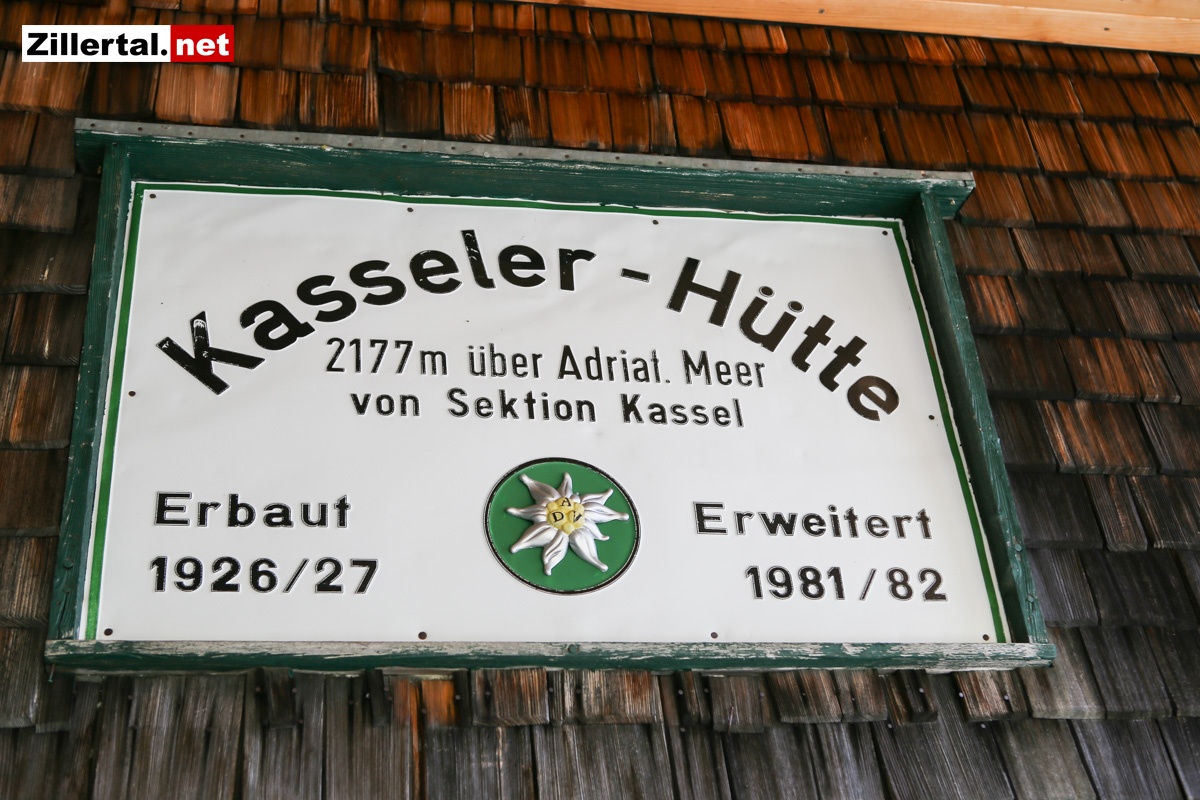 Zillertal.net
Kasseler-Hütte
2177m über Adriat. Meer
von Sektion Kassel
Erbaut
1926/27
A
D V
Erweitert
1981/82